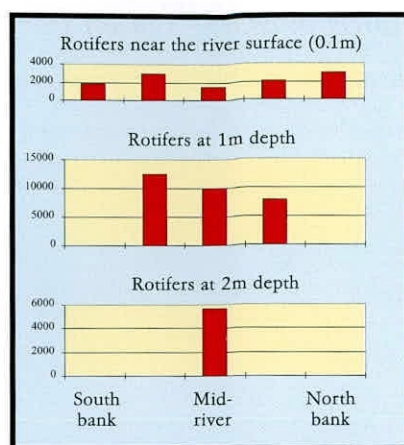 Rotifers near the river surface (0.1m)
4000
2000
0
Rotifers at 1m depth
15000
10000
5000
0
Rotifers at 2m depth
6000
4000
2000
0
South Mid- North
bank river bank